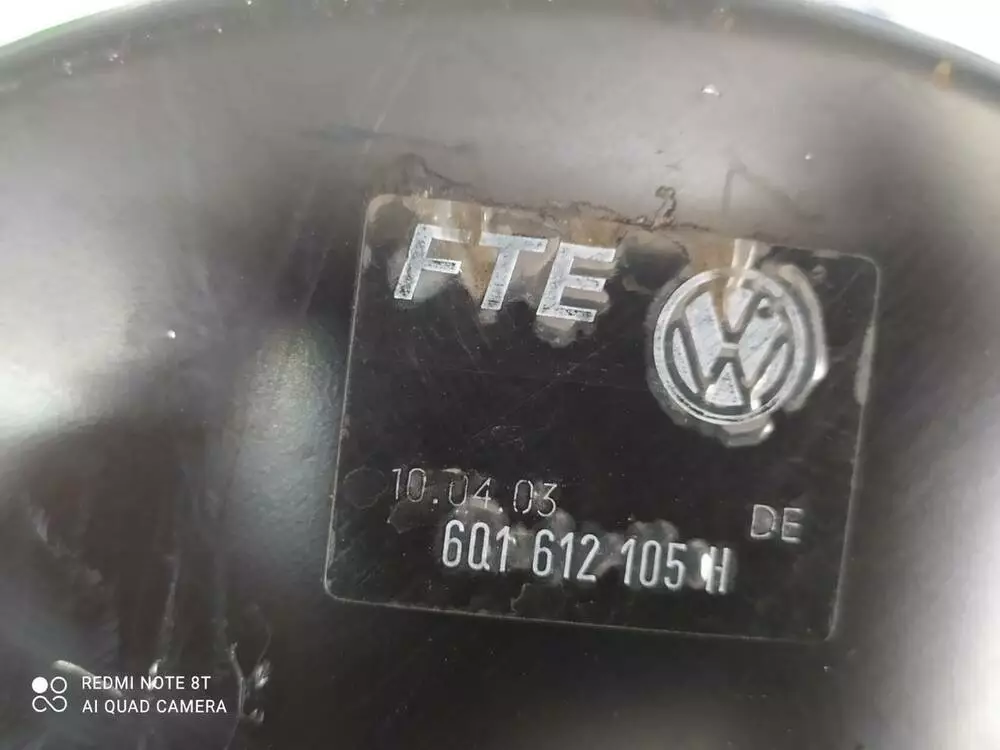 FTE
10.04.03
DE
6Q1 612 105 H
REDMI NOTE 8T
AI QUAD CAMERA